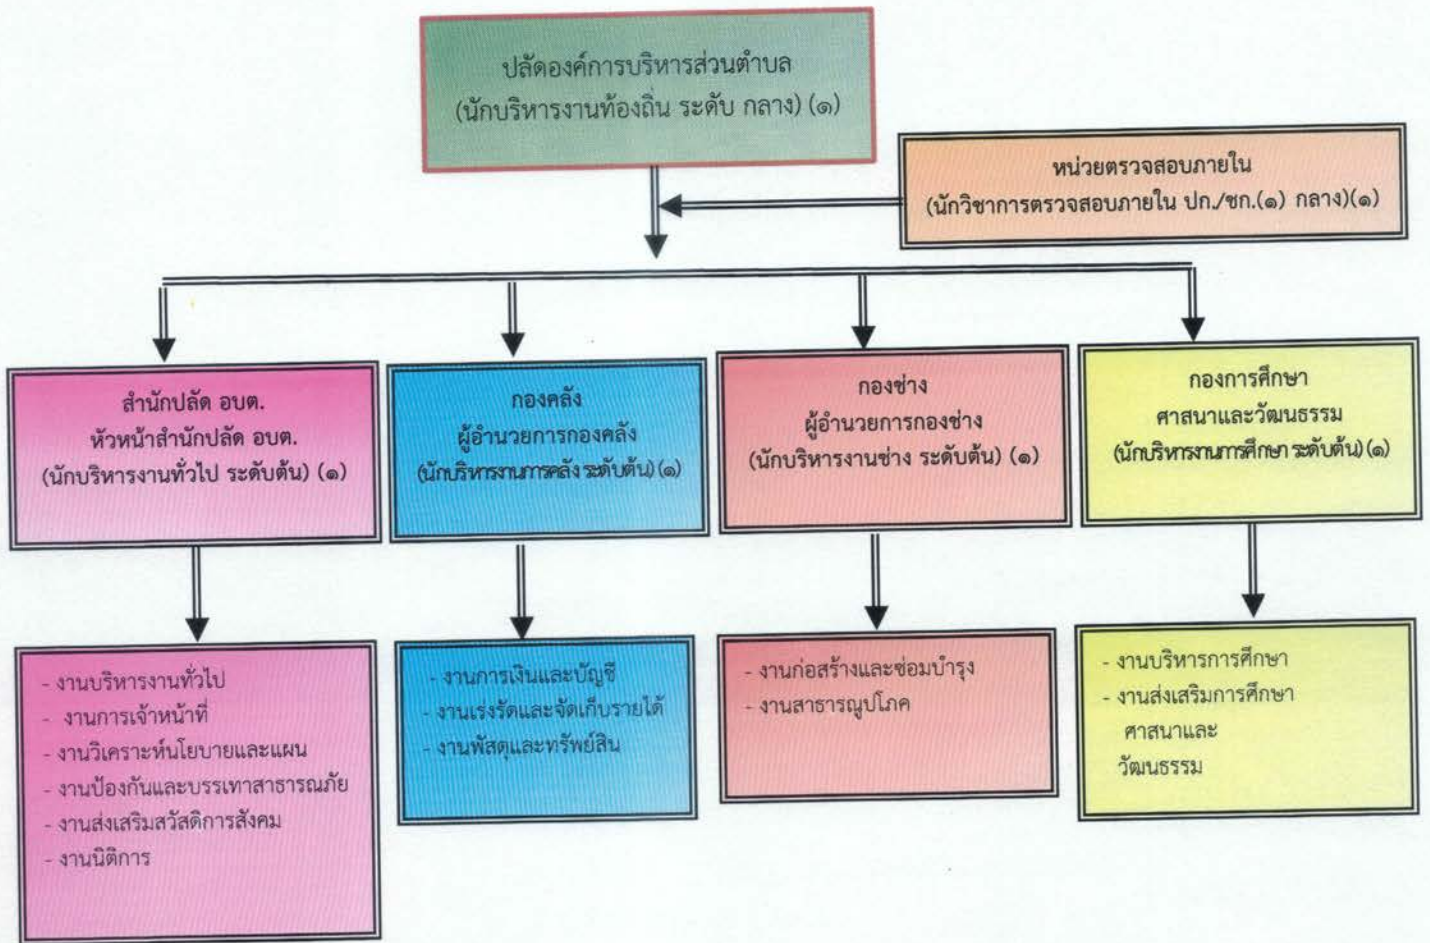 ปลัดองค์การบริหารส่วนตำบล
(นักบริหารงานท้องถิ่น ระดับ กลาง) (๑)
หน่วยตรวจสอบภายใน
(นักวิชาการตรวจสอบภายใน ปก./ชก.(๑) กลาง)(๑)
สำนักปลัด อบต.
หัวหน้าสำนักปลัด อบต.
(นักบริหารงานทั่วไป ระดับต้น) (๑)
กองคลัง
ผู้อำนวยการกองคลัง
(นักบริหารงานการคลัง ระดับต้น) (๑)
กองช่าง
ผู้อำนวยการกองช่าง
(นักบริหารงานช่าง ระดับต้น) (๑)
กองการศึกษา
ศาสนาและวัฒนธรรม
(นักบริหารงานการศึกษา ระดับต้น) (๑)
- งานบริหารงานทั่วไป
- งานการเจ้าหน้าที่
- งานวิเคราะห์นโยบายและแผน
- งานป้องกันและบรรเทาสาธารณภัย
- งานส่งเสริมสวัสดิการสังคม
- งานนิติการ
- งานการเงินและบัญชี
- งานเรงรัดและจัดเก็บรายได้
- งานพัสดุและทรัพย์สิน
- งานก่อสร้างและซ่อมบำรุง
- งานสาธารณูปโภค
- งานบริหารการศึกษา
- งานส่งเสริมการศึกษา
ศาสนาและ
วัฒนธรรม